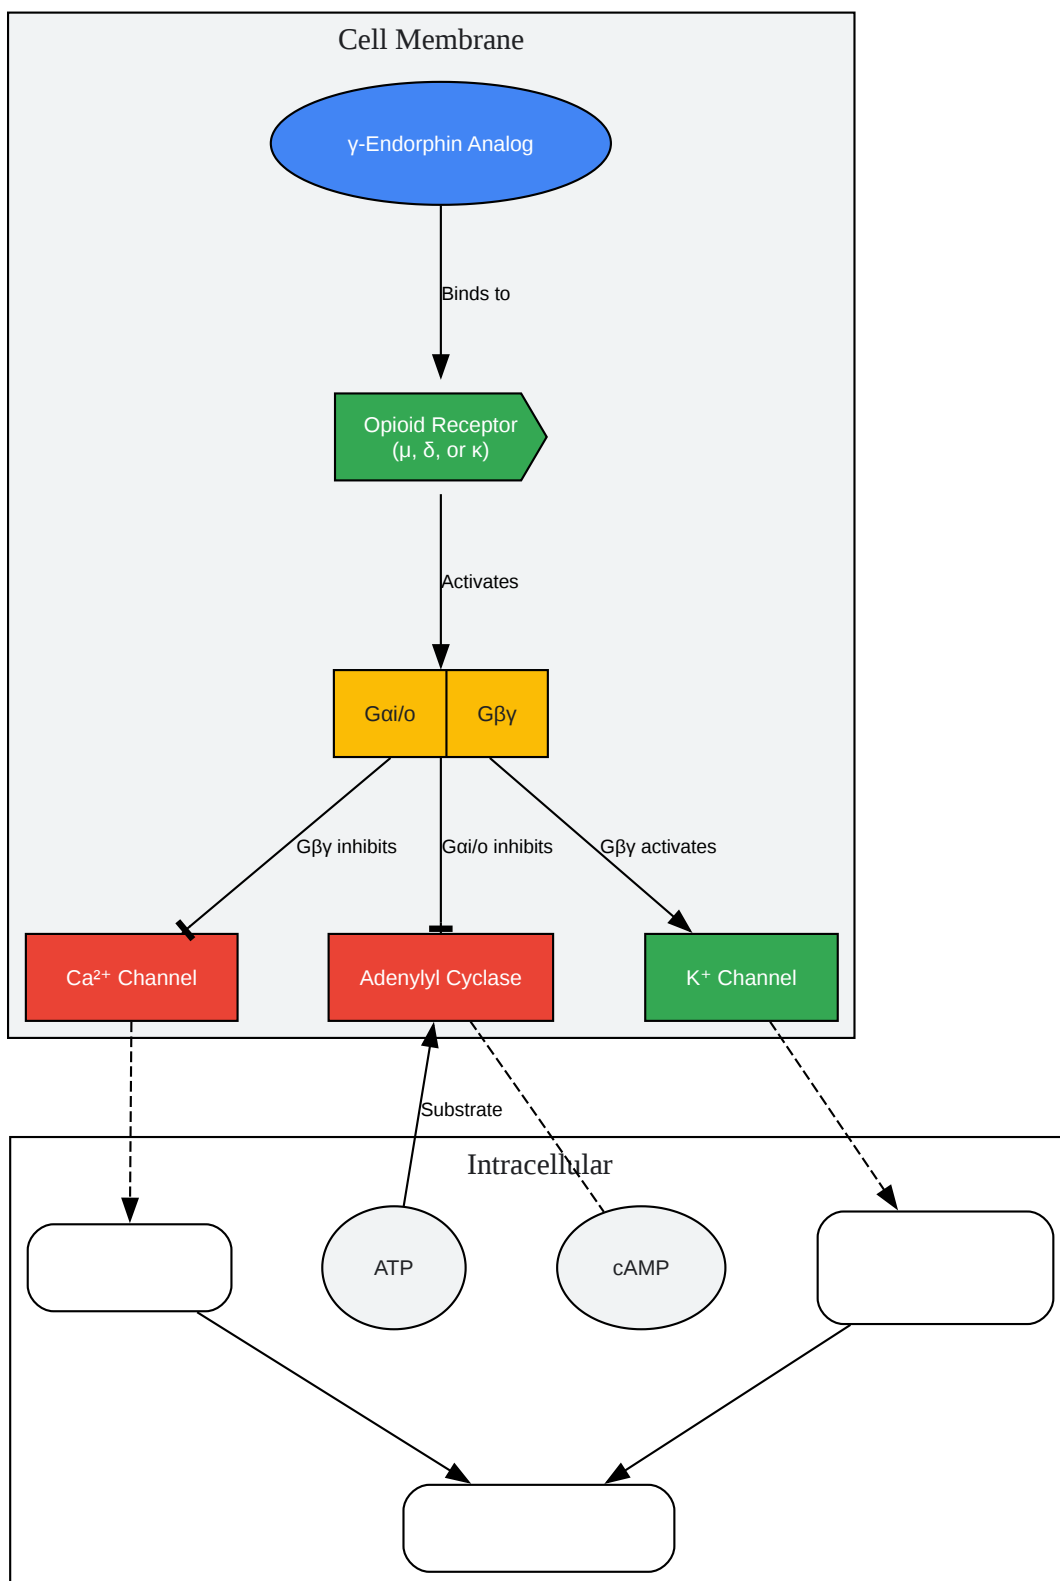 Cell Membrane
γ-Endorphin Analog
Binds to
Opioid Receptor
(μ, δ, or κ)
Activates
Gαi/o
Gβγ
Gβγ inhibits
Gαi/o inhibits
Gβγ activates
Ca²⁺ Channel
Adenylyl Cyclase
K⁺ Channel
Substrate
Intracellular
ATP
cAMP